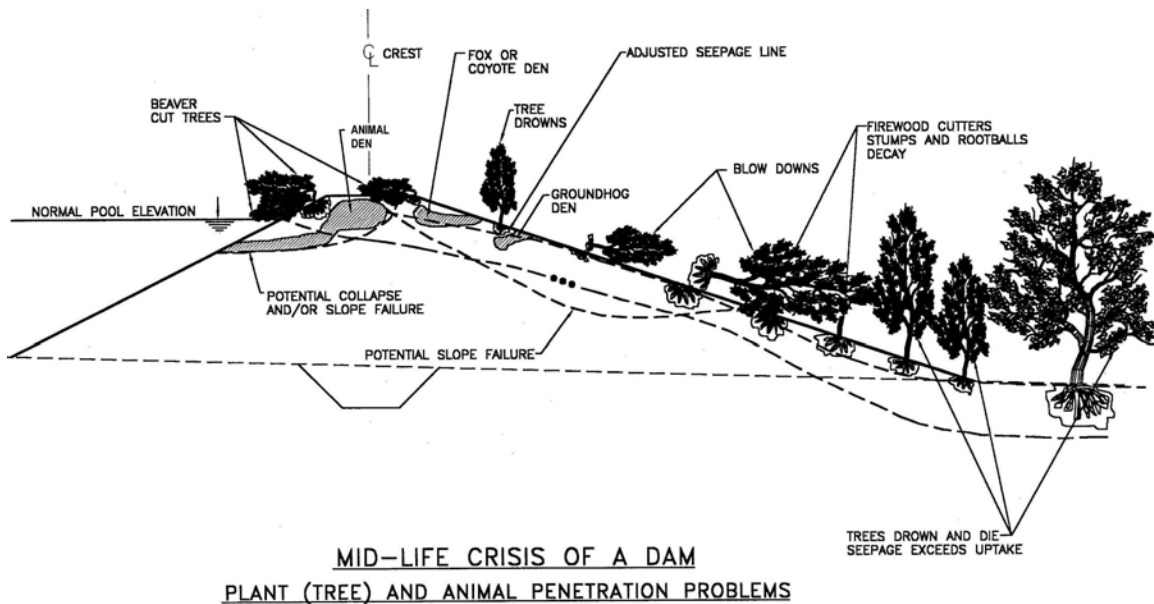 ℄ CREST
FOX OR
COYOTE DEN
ADJUSTED SEEPAGE LINE
BEAVER
CUT TREES
ANIMAL
DEN
TREE
DROWNS
FIREWOOD CUTTERS
STUMPS AND ROOTBALLS
DECAY
BLOW DOWNS
GROUNDHOG
DEN
NORMAL POOL ELEVATION
POTENTIAL COLLAPSE
AND/OR SLOPE FAILURE
POTENTIAL SLOPE FAILURE
TREES DROWN AND DIE
SEEPAGE EXCEEDS UPTAKE
MID-LIFE CRISIS OF A DAM
PLANT (TREE) AND ANIMAL PENETRATION PROBLEMS